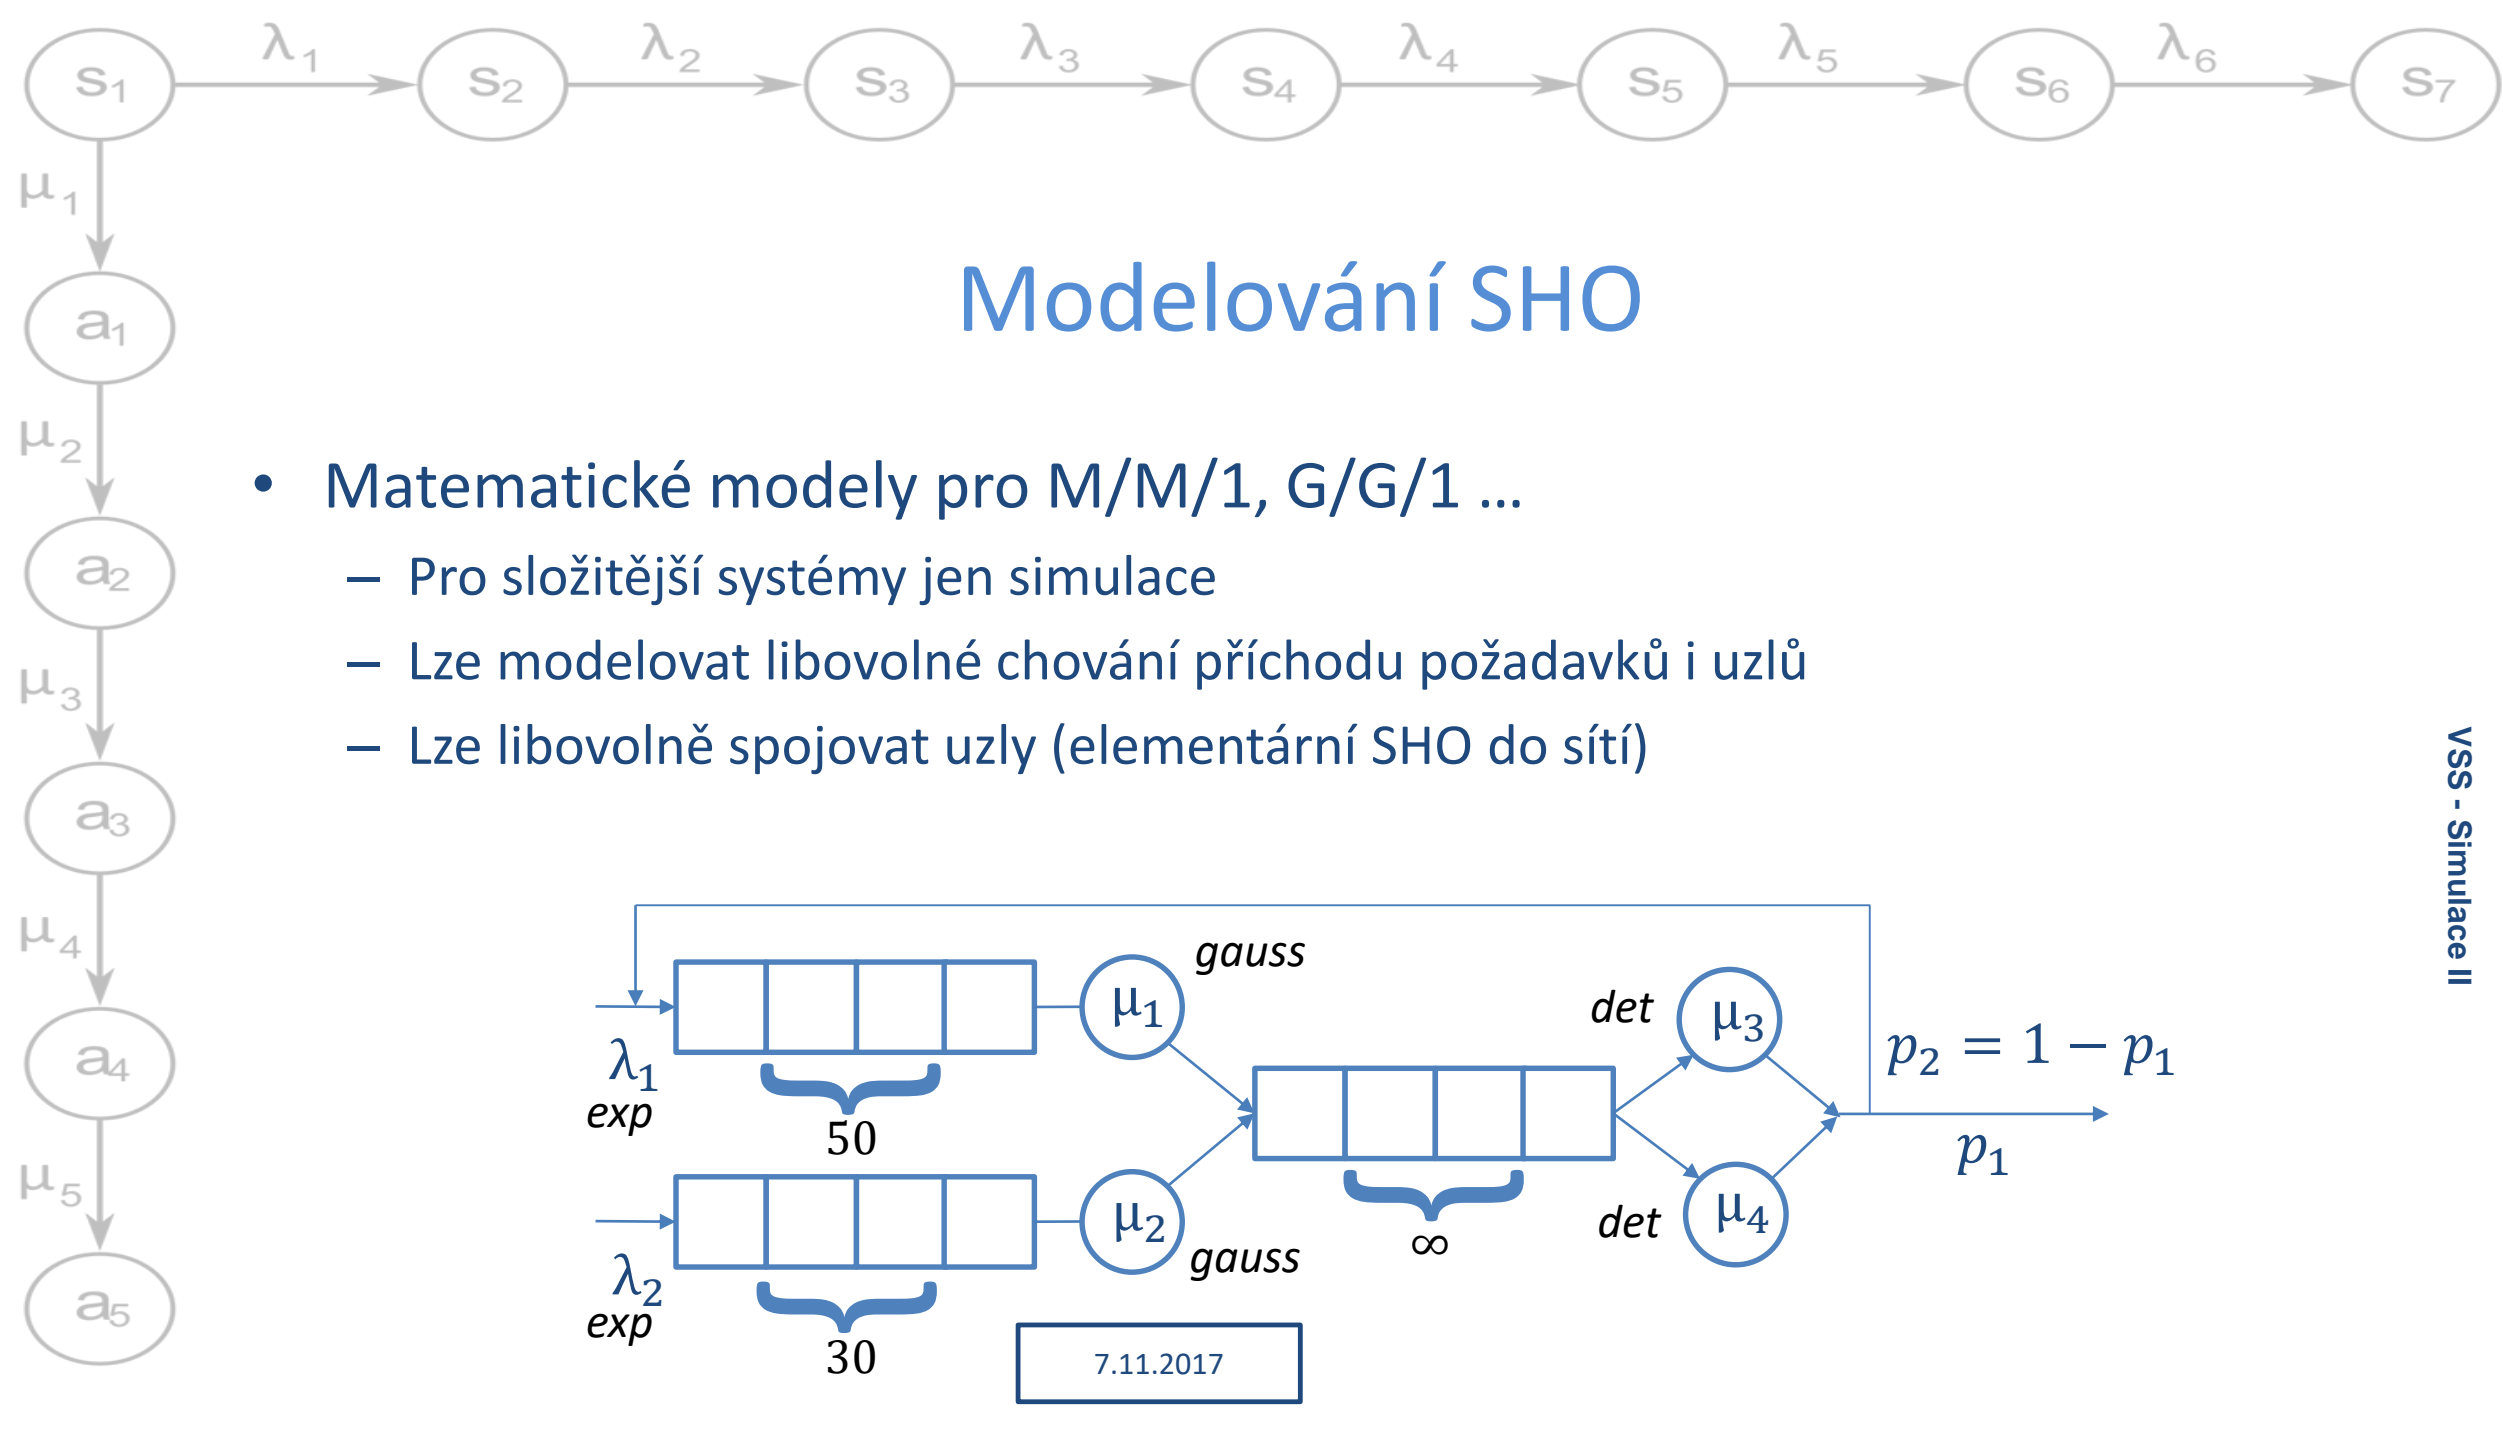 s1 λ1 s2 λ2 s3 λ3 s4 λ4 s5 λ5 s6 λ6 s7
μ1
a1
μ2
a2
μ3
a3
μ4
a4
μ5
a5
Modelování SHO
• Matematické modely pro M/M/1, G/G/1 ...
– Pro složitější systémy jen simulace
– Lze modelovat libovolné chování příchodu požadavků i uzlů
– Lze libovolně spojovat uzly (elementární SHO do sítí)
VSS - Simulace II
λ1
exp
50
μ1
gauss
λ2
exp
30
μ2
gauss
∞
det
μ3
det
μ4
p2 = 1 − p1
p1
7.11.2017